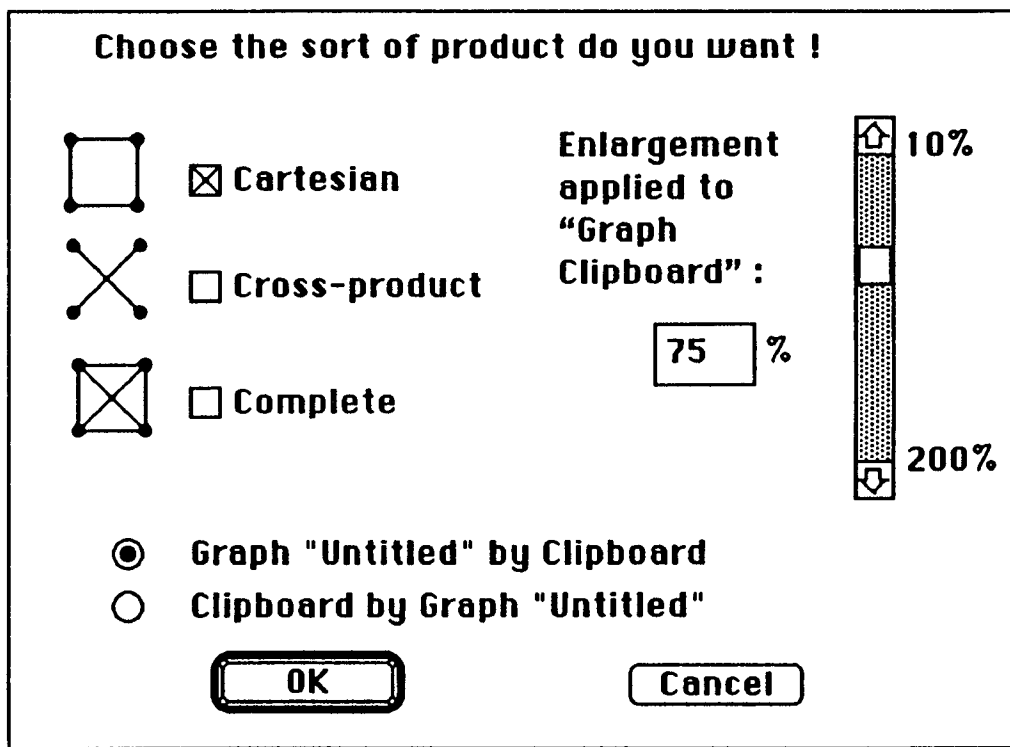 Choose the sort of product do you want !
Cartesian
Cross-product
Complete
Enlargement
applied to
“Graph
Clipboard” :
75 %
10%
200%
Graph "Untitled" by Clipboard
Clipboard by Graph "Untitled"
OK
Cancel